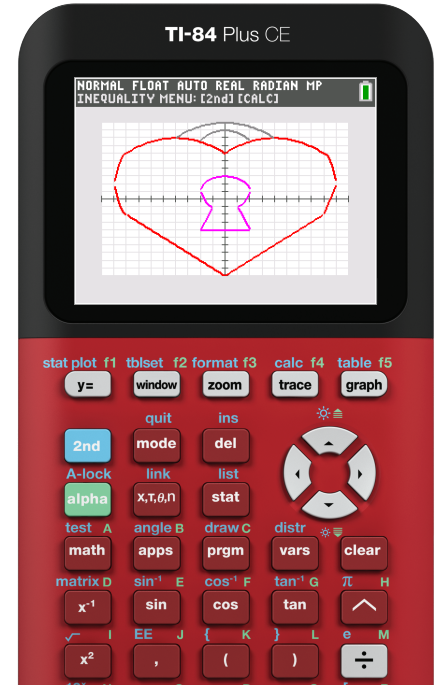 TI-84 Plus CE
NORMAL FLOAT AUTO REAL RADIAN MP
INEQUALITY MENU: [2nd] [CALC]
stat plot f1 tblset f2 format f3 calc f4 table f5
y= window zoom trace graph
quit ins
2nd mode del
A-lock link list
alpha X,T,θ,n stat
test A angle B draw C distr
math apps prgm vars clear
matrix D sin⁻¹ E cos⁻¹ F tan⁻¹ G π H
x⁻¹ sin cos tan ^
√ I EE J { K } L e M
x² , ( ) ÷